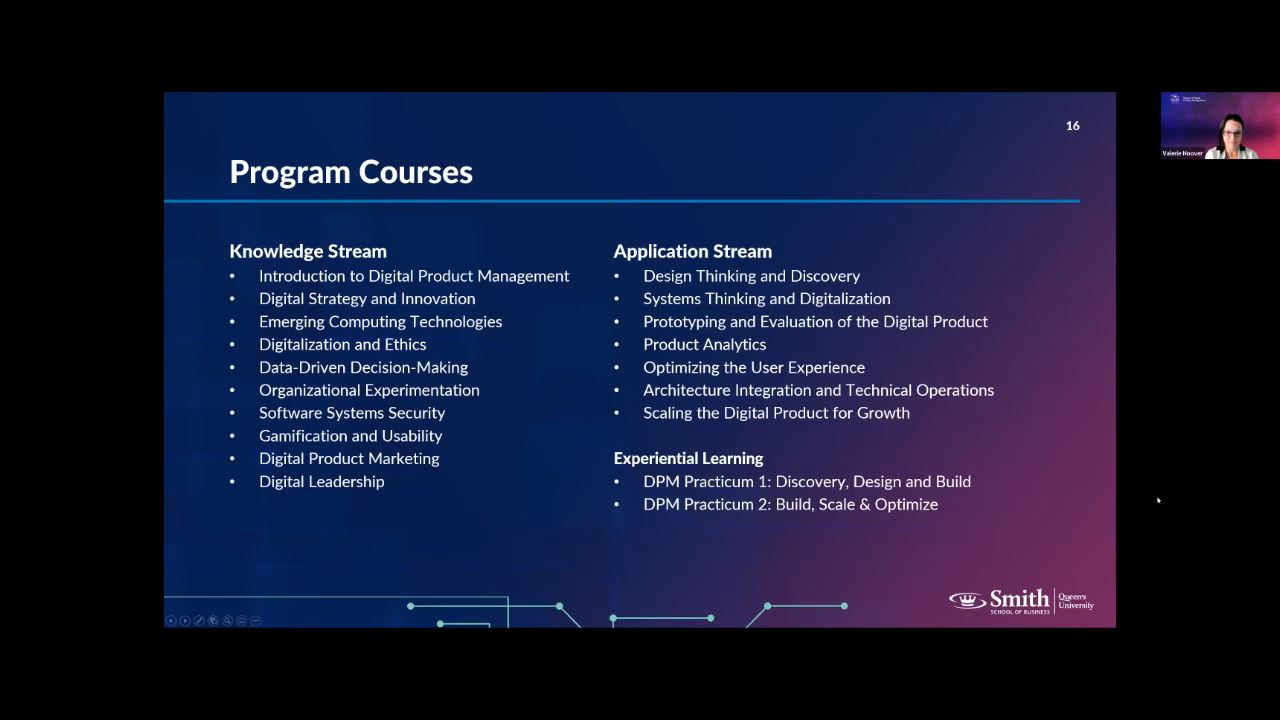 16
Program Courses
Knowledge Stream
• Introduction to Digital Product Management
• Digital Strategy and Innovation
• Emerging Computing Technologies
• Digitalization and Ethics
• Data-Driven Decision-Making
• Organizational Experimentation
• Software Systems Security
• Gamification and Usability
• Digital Product Marketing
• Digital Leadership
Application Stream
• Design Thinking and Discovery
• Systems Thinking and Digitalization
• Prototyping and Evaluation of the Digital Product
• Product Analytics
• Optimizing the User Experience
• Architecture Integration and Technical Operations
• Scaling the Digital Product for Growth
Experiential Learning
• DPM Practicum 1: Discovery, Design and Build
• DPM Practicum 2: Build, Scale & Optimize
Smith
SCHOOL OF BUSINESS
Queen's
University
Valerie Hoover